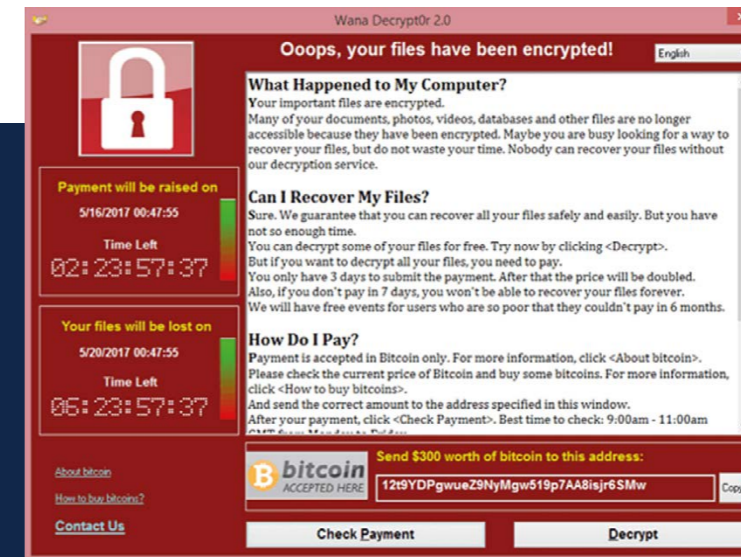 Wana Decrypt0r 2.0
Ooops, your files have been encrypted!
English
What Happened to My Computer?
Your important files are encrypted.
Many of your documents, photos, videos, databases and other files are no longer
accessible because they have been encrypted. Maybe you are busy looking for a way to
recover your files, but do not waste your time. Nobody can recover your files without
our decryption service.
Can I Recover My Files?
Sure. We guarantee that you can recover all your files safely and easily. But you have
not so enough time.
You can decrypt some of your files for free. Try now by clicking <Decrypt>.
But if you want to decrypt all your files, you need to pay.
You only have 3 days to submit the payment. After that the price will be doubled.
Also, if you don't pay in 7 days, you won't be able to recover your files forever.
We will have free events for users who are so poor that they couldn't pay in 6 months.
How Do I Pay?
Payment is accepted in Bitcoin only. For more information, click <About bitcoin>.
Please check the current price of Bitcoin and buy some bitcoins. For more information,
click <How to buy bitcoins>.
And send the correct amount to the address specified in this window.
After your payment, click <Check Payment>. Best time to check: 9:00am - 11:00am
GMT from Monday to Friday
Payment will be raised on
5/16/2017 00:47:55
Time Left
02:23:57:37
Your files will be lost on
5/20/2017 00:47:55
Time Left
06:23:57:37
About bitcoin
How to buy bitcoins?
Contact Us
bitcoin
ACCEPTED HERE
Send $300 worth of bitcoin to this address:
12t9YDPgwueZ9NyMgw519p7AA8isjr6SMw
Copy
Check Payment
Decrypt